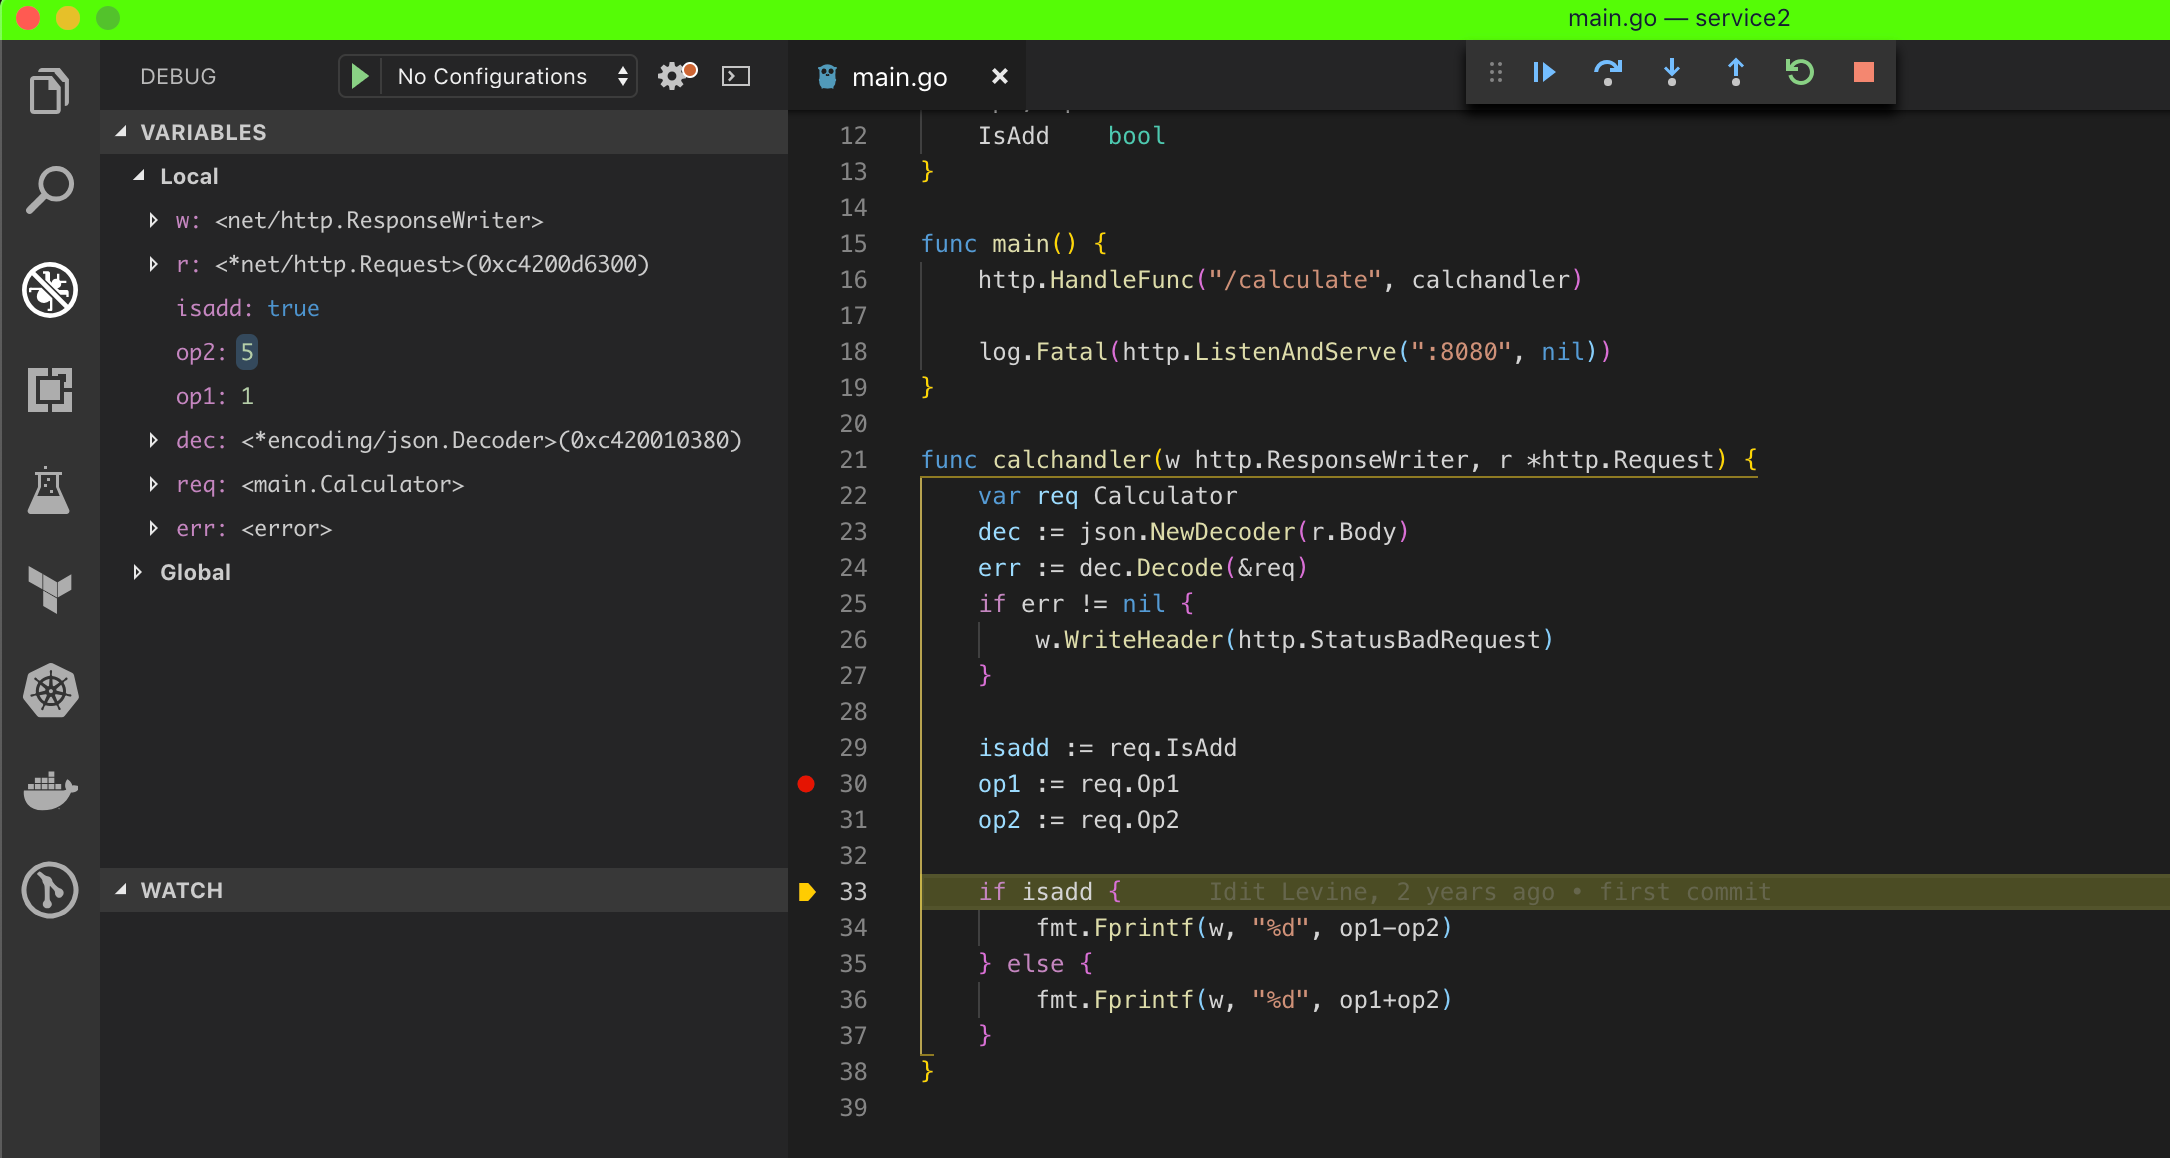 main.go — service2
DEBUG
No Configurations
main.go
VARIABLES
Local
w: <net/http.ResponseWriter>
r: <*net/http.Request>(0xc4200d6300)
isadd: true
op2: 5
op1: 1
dec: <*encoding/json.Decoder>(0xc420010380)
req: <main.Calculator>
err: <error>
Global
WATCH
12 IsAdd    bool
13 }
14
15 func main() {
16     http.HandleFunc("/calculate", calchandler)
17
18     log.Fatal(http.ListenAndServe(":8080", nil))
19 }
20
21 func calchandler(w http.ResponseWriter, r *http.Request) {
22     var req Calculator
23     dec := json.NewDecoder(r.Body)
24     err := dec.Decode(&req)
25     if err != nil {
26         w.WriteHeader(http.StatusBadRequest)
27     }
28
29     isadd := req.IsAdd
30     op1 := req.Op1
31     op2 := req.Op2
32
33     if isadd {      Idit Levine, 2 years ago • first commit
34         fmt.Fprintf(w, "%d", op1-op2)
35     } else {
36         fmt.Fprintf(w, "%d", op1+op2)
37     }
38 }
39